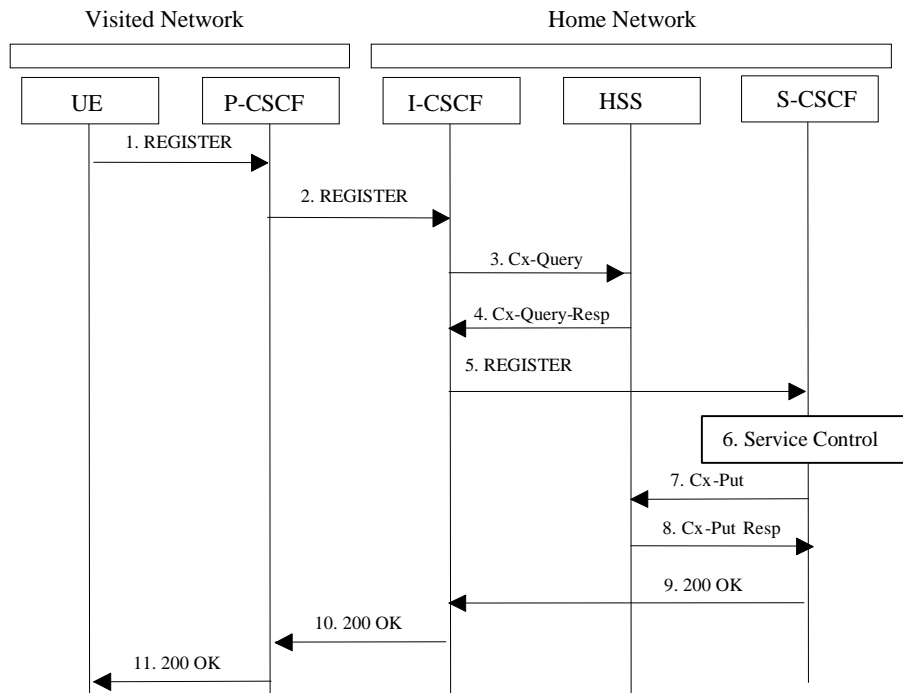 Visited Network
Home Network
UE
P-CSCF
I-CSCF
HSS
S-CSCF
1. REGISTER
2. REGISTER
3. Cx-Query
4. Cx-Query-Resp
5. REGISTER
6. Service Control
7. Cx-Put
8. Cx-Put Resp
9. 200 OK
10. 200 OK
11. 200 OK